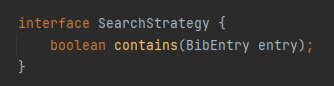 interface SearchStrategy {
    boolean contains(BibEntry entry);
}